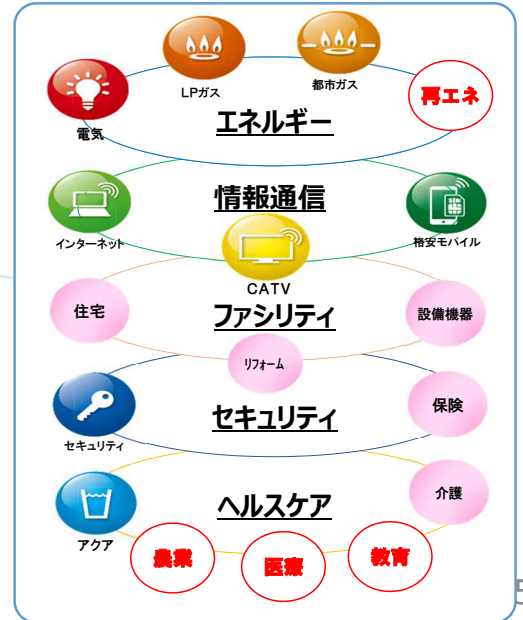 LPガス
都市ガス
電気
エネルギー
再エネ
情報通信
インターネット
格安モバイル
CATV
住宅
ファシリティ
設備機器
リフォーム
セキュリティ
保険
セキュリティ
ヘルスケア
介護
アクア
農業
医療
教育
5